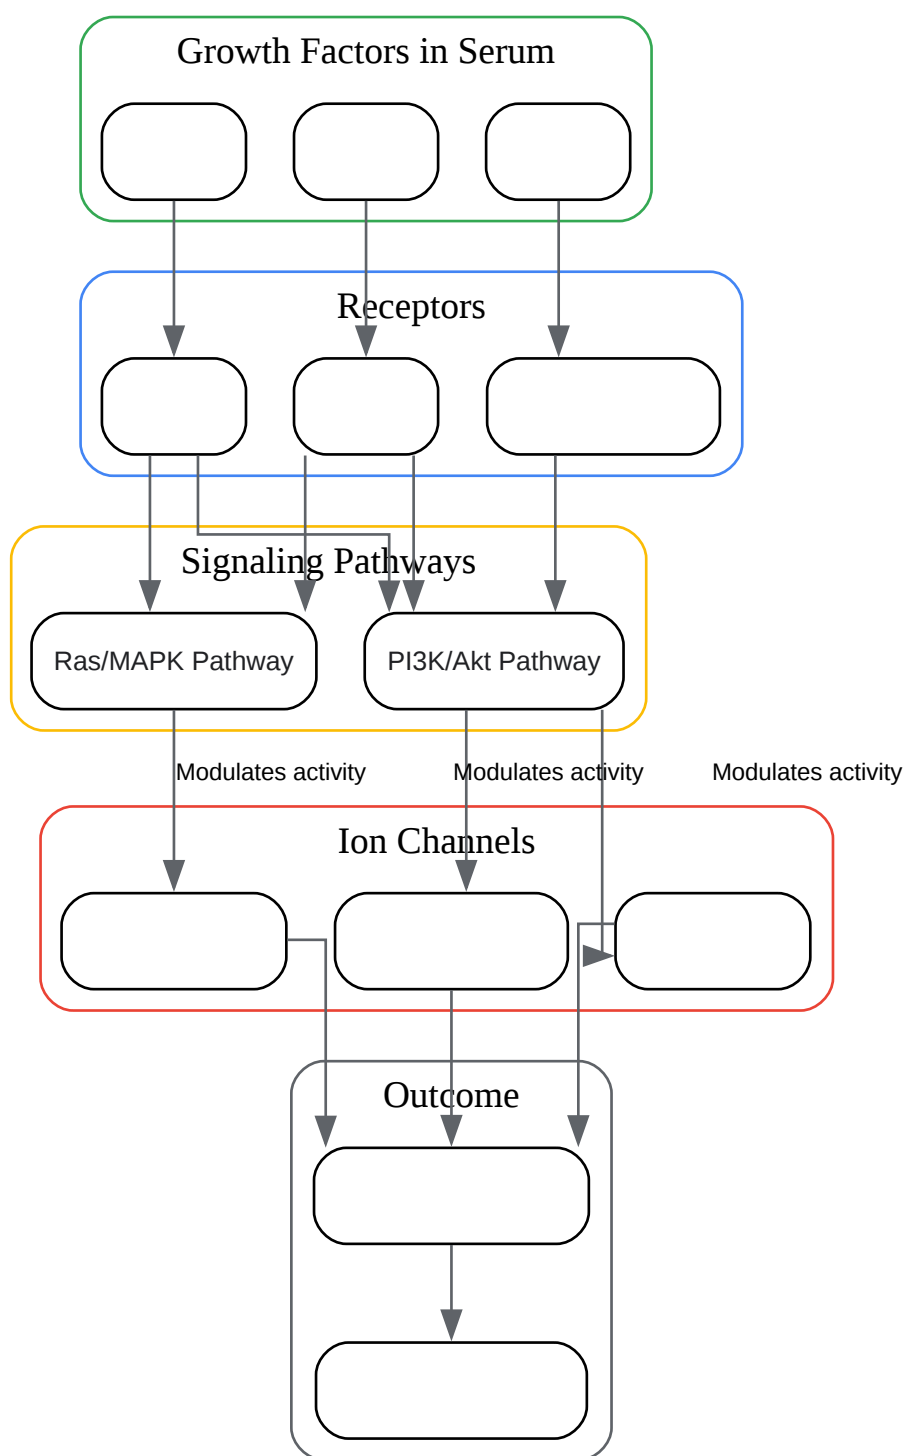 Growth Factors in Serum
Receptors
Signaling Pathways
Ras/MAPK Pathway
PI3K/Akt Pathway
Modulates activity
Modulates activity
Modulates activity
Ion Channels
Outcome